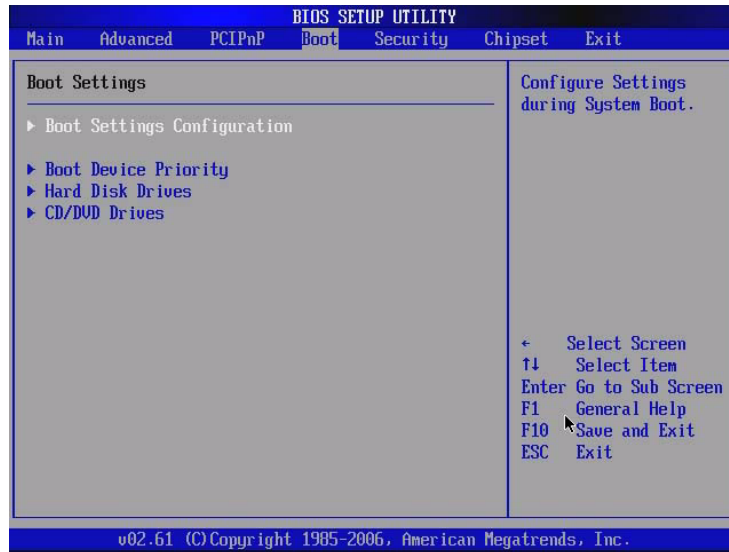 BIOS SETUP UTILITY
Main Advanced PCIPnP Boot Security Chipset Exit
Boot Settings
▶ Boot Settings Configuration
▶ Boot Device Priority
▶ Hard Disk Drives
▶ CD/DVD Drives
Configure Settings
during System Boot.
← Select Screen
↑↓ Select Item
Enter Go to Sub Screen
F1 General Help
F10 Save and Exit
ESC Exit
v02.61 (C)Copyright 1985-2006, American Megatrends, Inc.